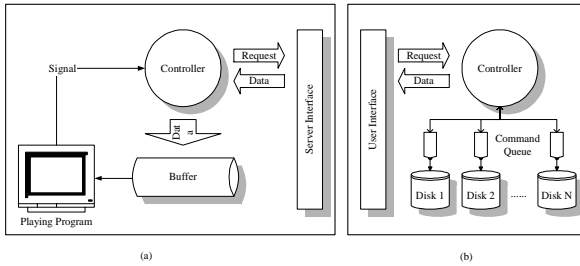 Signal
Controller
Request
Data
Dat
a
Server Interface
Buffer
Playing Program
(a)
User Interface
Request
Data
Controller
Command
Queue
Disk 1
Disk 2
......
Disk N
(b)